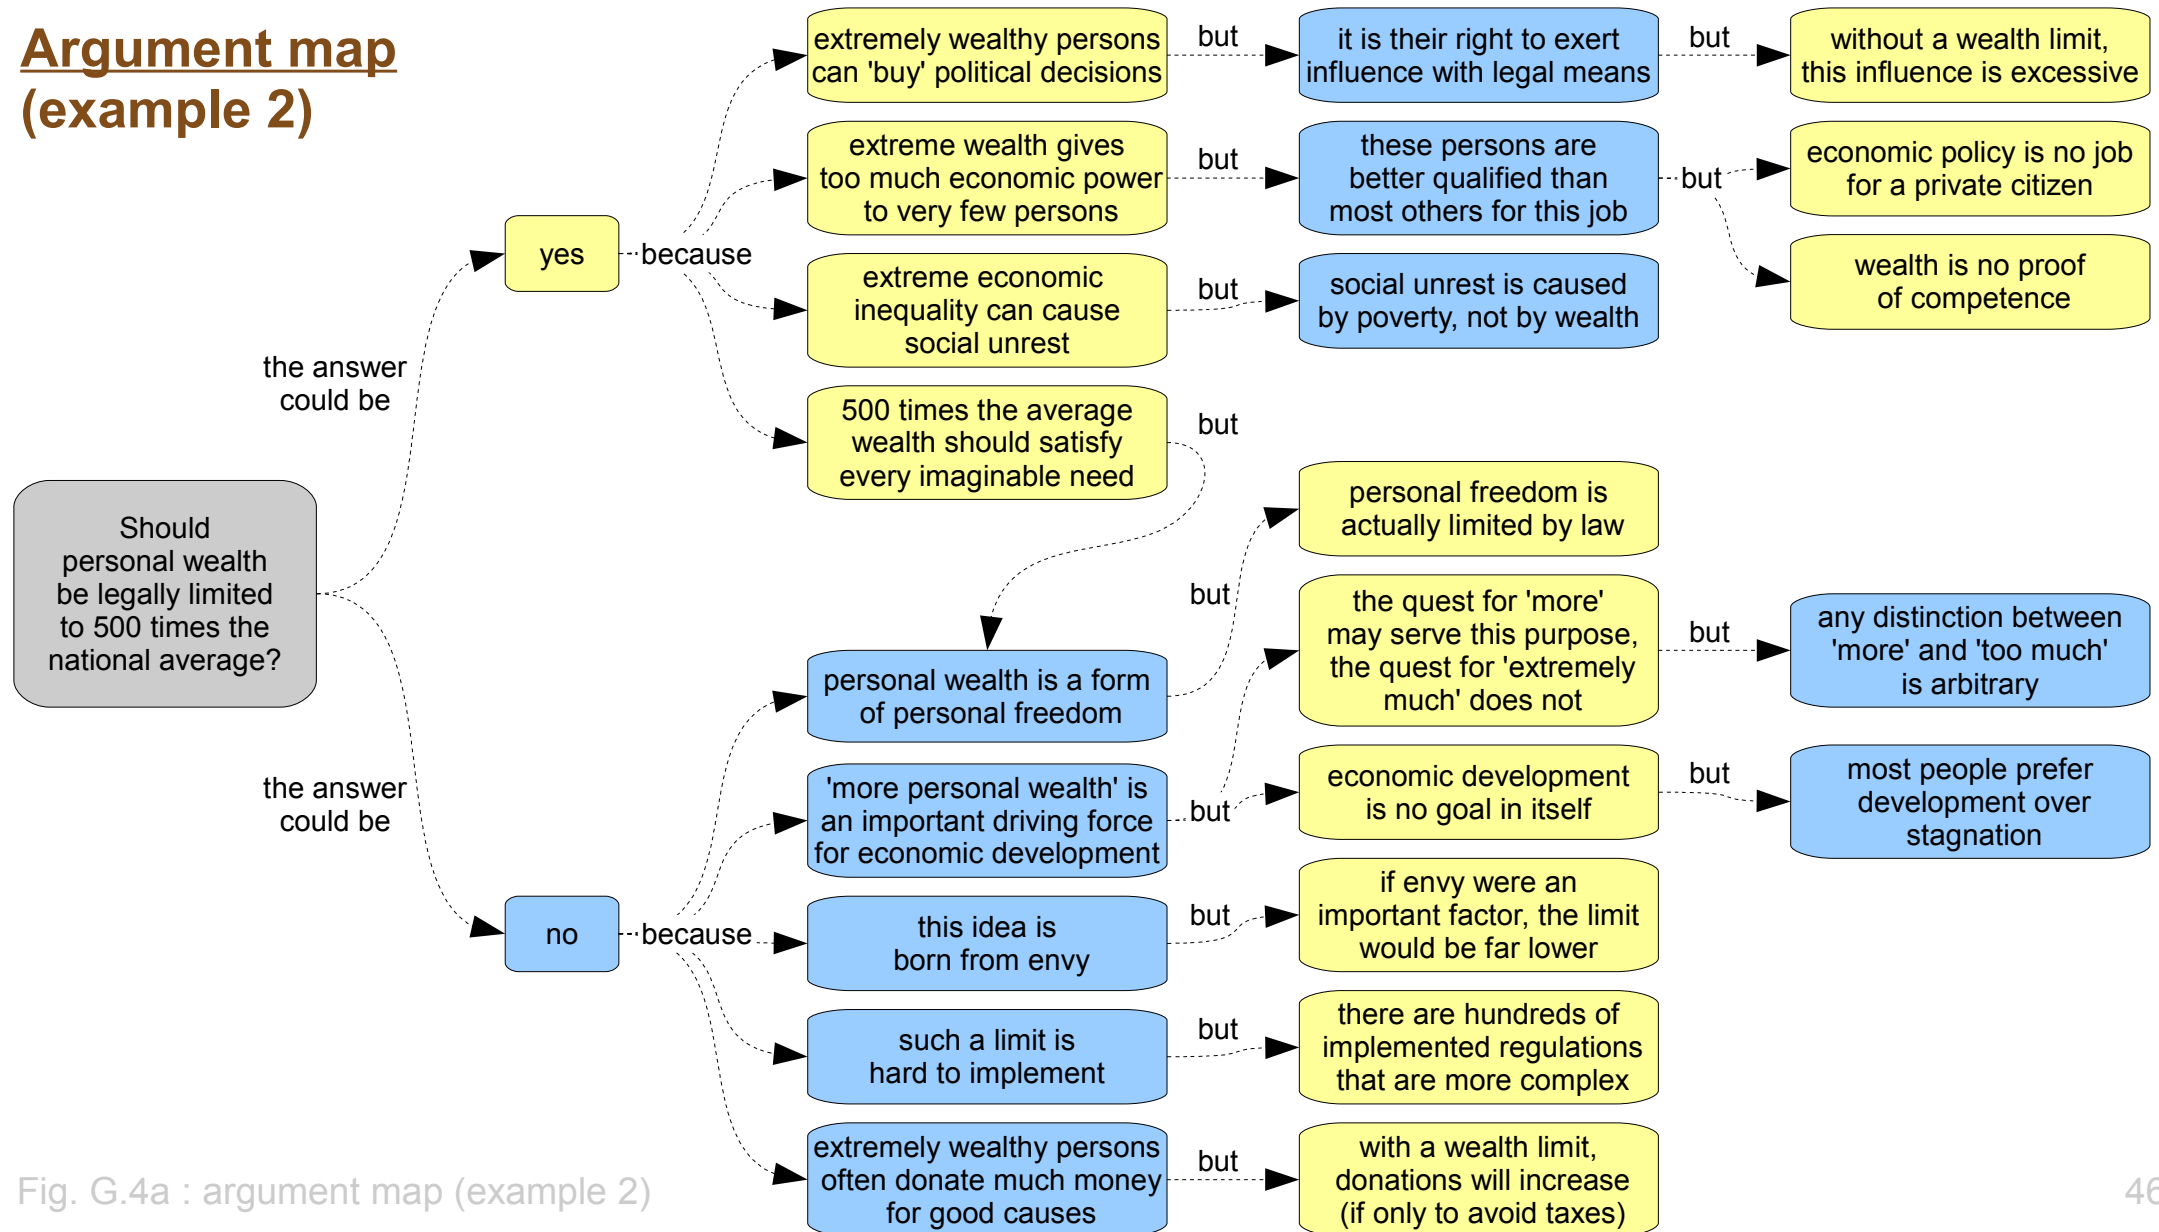 Argument map
(example 2)
extremely wealthy persons
can 'buy' political decisions
but
it is their right to exert
influence with legal means
but
without a wealth limit,
this influence is excessive
extreme wealth gives
too much economic power
to very few persons
but
these persons are
better qualified than
most others for this job
but
economic policy is no job
for a private citizen
wealth is no proof
of competence
yes
because
extreme economic
inequality can cause
social unrest
but
social unrest is caused
by poverty, not by wealth
the answer
could be
500 times the average
wealth should satisfy
every imaginable need
but
Should
personal wealth
be legally limited
to 500 times the
national average?
personal freedom is
actually limited by law
but
personal wealth is a form
of personal freedom
the quest for 'more'
may serve this purpose,
the quest for 'extremely
much' does not
but
any distinction between
'more' and 'too much'
is arbitrary
the answer
could be
'more personal wealth' is
an important driving force
for economic development
but
economic development
is no goal in itself
but
most people prefer
development over
stagnation
no
because
this idea is
born from envy
but
if envy were an
important factor, the limit
would be far lower
such a limit is
hard to implement
but
there are hundreds of
implemented regulations
that are more complex
extremely wealthy persons
often donate much money
for good causes
but
with a wealth limit,
donations will increase
(if only to avoid taxes)
Fig. G.4a : argument map (example 2)
46